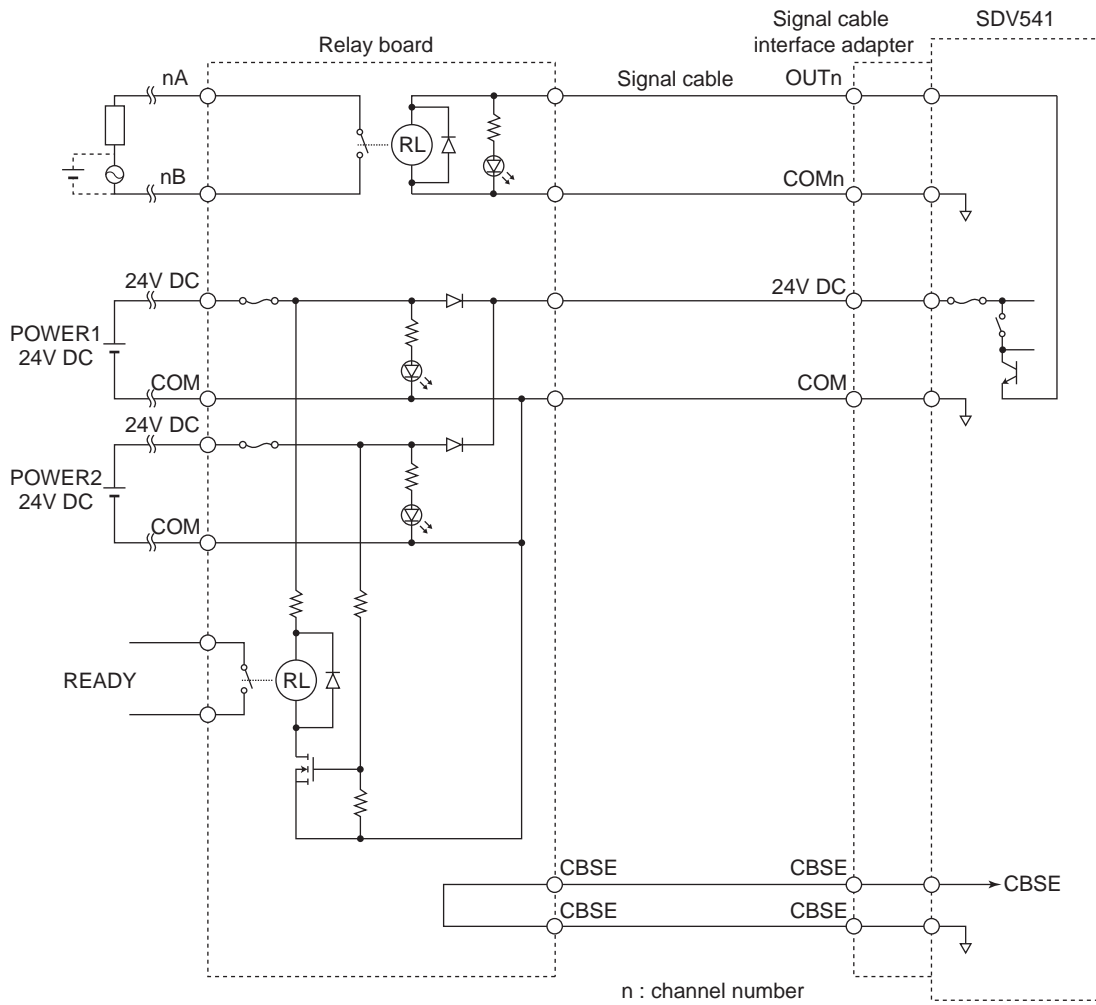 Signal cable
interface adapter
SDV541
Relay board
nA
Signal cable
OUTn
RL
nB
COMn
24V DC
24V DC
POWER1
24V DC
COM
COM
24V DC
POWER2
24V DC
COM
READY
RL
CBSE
CBSE
CBSE
CBSE
CBSE
n : channel number